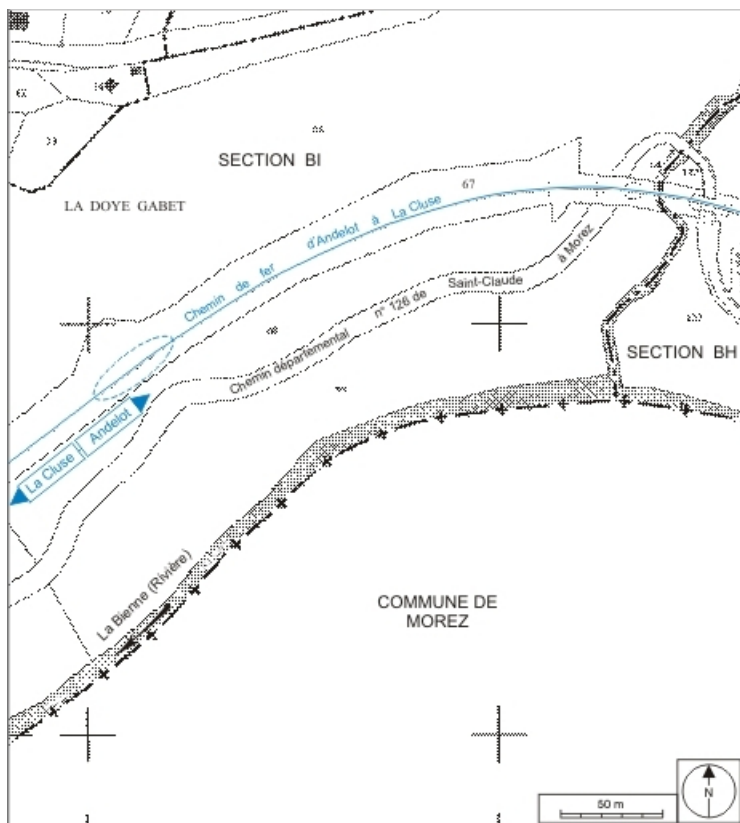 SECTION BI
LA DOYE GABET
67
Chemin de fer d'Andelot à La Cluse
Chemin départemental n° 126 de Saint-Claude à Morez
SECTION BH
La Cluse
Andelot
La Bienne (Rivière)
COMMUNE DE
MOREZ
50 m
N